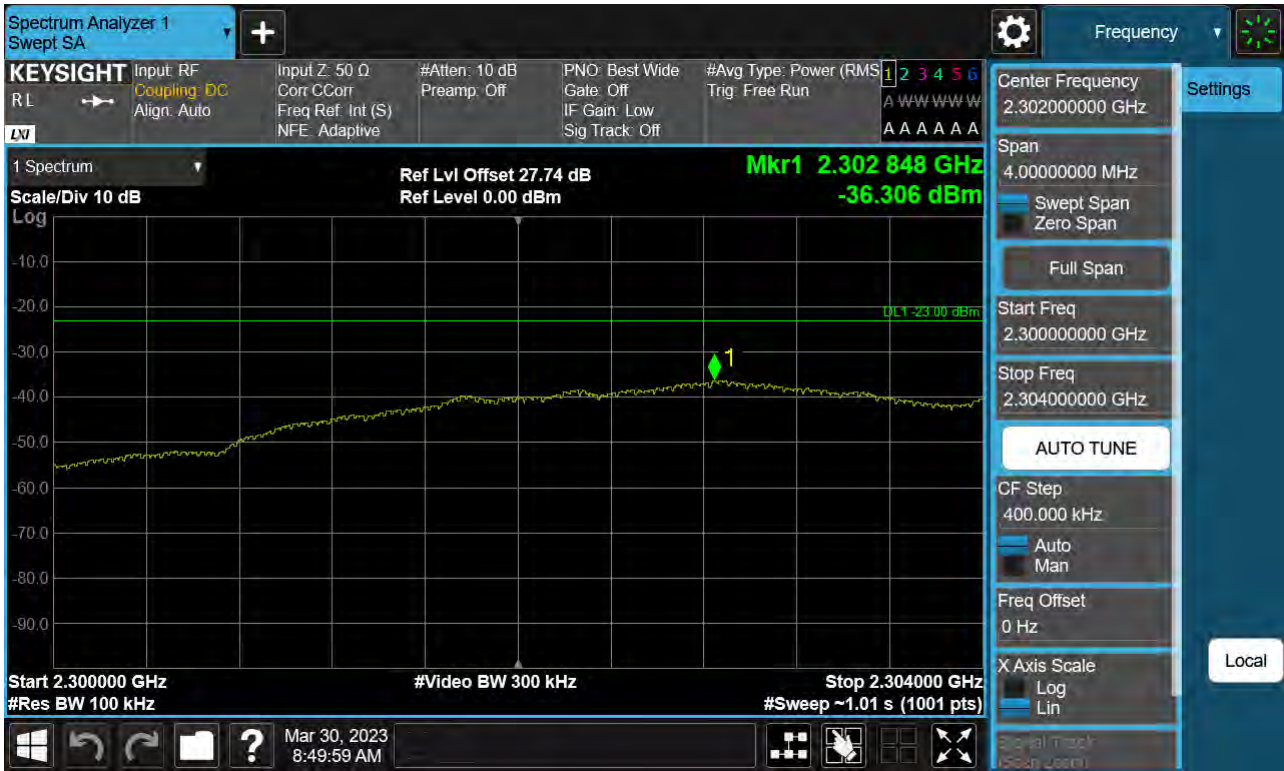 Spectrum Analyzer 1
Swept SA
Frequency
KEYSIGHT
RL
LXI
Input: RF
Coupling: DC
Align: Auto
Input Z: 50 Ω
Corr CCorr
Freq Ref: Int (S)
NFE: Adaptive
#Atten: 10 dB
Preamp: Off
PNO: Best Wide
Gate: Off
IF Gain: Low
Sig Track: Off
#Avg Type: Power (RMS
Trig: Free Run
1 2 3 4 5 6
A W W W W W
A A A A A A
1 Spectrum
Scale/Div 10 dB
Log
Ref Lvl Offset 27.74 dB
Ref Level 0.00 dBm
Mkr1 2.302 848 GHz
-36.306 dBm
-10.0
-20.0
DL1 -23.00 dBm
-30.0
1
-40.0
-50.0
-60.0
-70.0
-80.0
-90.0
Start 2.300000 GHz
#Res BW 100 kHz
#Video BW 300 kHz
Stop 2.304000 GHz
#Sweep ~1.01 s (1001 pts)
Center Frequency
2.302000000 GHz
Span
4.00000000 MHz
Swept Span
Zero Span
Full Span
Start Freq
2.300000000 GHz
Stop Freq
2.304000000 GHz
AUTO TUNE
CF Step
400.000 kHz
Auto
Man
Freq Offset
0 Hz
X Axis Scale
Log
Lin
Signal Track
(Span Zoom)
Settings
Local
?
Mar 30, 2023
8:49:59 AM